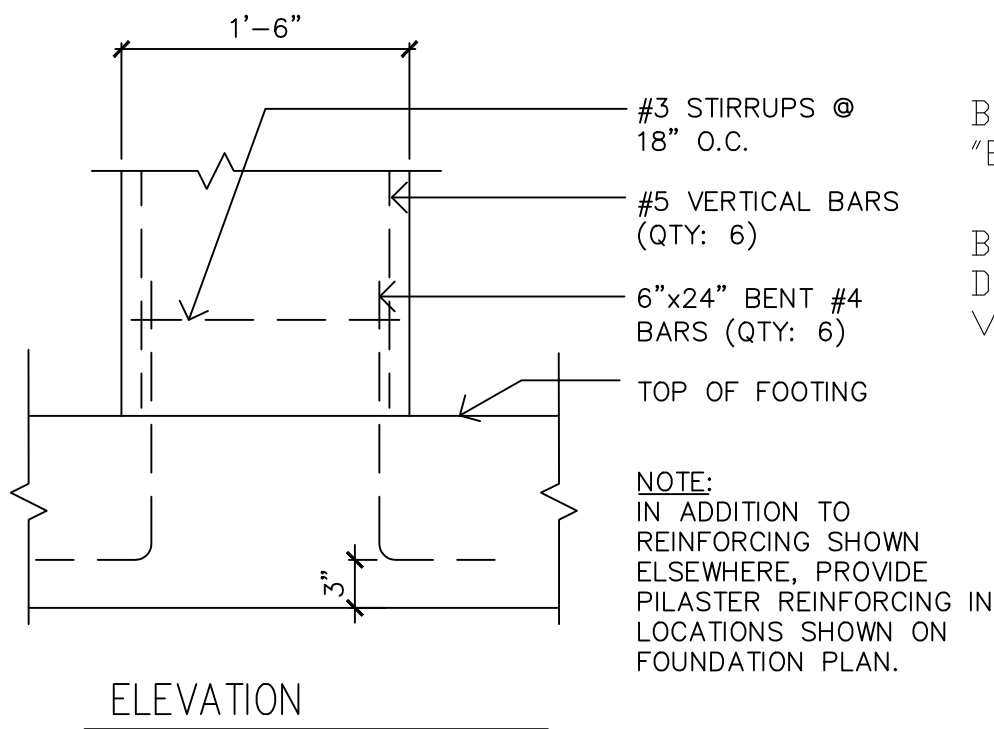 1'-6"
#3 STIRRUPS @
18" O.C.
#5 VERTICAL BARS
(QTY: 6)
6"x24" BENT #4
BARS (QTY: 6)
TOP OF FOOTING
NOTE:
IN ADDITION TO
REINFORCING SHOWN
ELSEWHERE, PROVIDE
PILASTER REINFORCING IN
LOCATIONS SHOWN ON
FOUNDATION PLAN.
3"
ELEVATION